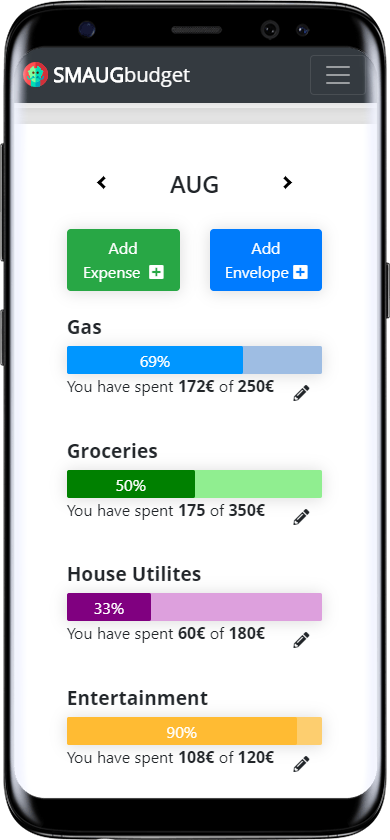 SMAUGbudget
AUG
Add
Expense
Add
Envelope
Gas
69%
You have spent 172€ of 250€
Groceries
50%
You have spent 175 of 350€
House Utilites
33%
You have spent 60€ of 180€
Entertainment
90%
You have spent 108€ of 120€